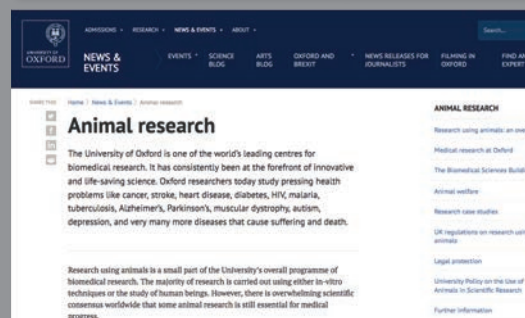 ADMISSIONS RESEARCH NEWS & EVENTS ABOUT
Search...
UNIVERSITY OF
OXFORD
NEWS &
EVENTS
EVENTS
SCIENCE
BLOG
ARTS
BLOG
OXFORD AND
BREXIT
NEWS RELEASES FOR
JOURNALISTS
FILMING IN
OXFORD
FIND AN
EXPERT
SHARE THIS
Home | News & Events | Animal research
Animal research
The University of Oxford is one of the world's leading centres for
biomedical research. It has consistently been at the forefront of innovative
and life-saving science. Oxford researchers today study pressing health
problems like cancer, stroke, heart disease, diabetes, HIV, malaria,
tuberculosis, Alzheimer's, Parkinson's, muscular dystrophy, autism,
depression, and very many more diseases that cause suffering and death.
Research using animals is a small part of the University's overall programme of
biomedical research. The majority of research is carried out using either in-vitro
techniques or the study of human beings. However, there is overwhelming scientific
consensus worldwide that some animal research is still essential for medical
progress.
ANIMAL RESEARCH
Research using animals: an ove
Medical research at Oxford
The Biomedical Sciences Buildi
Animal welfare
Research case studies
UK regulations on research usin
animals
Legal protection
University Policy on the Use of
Animals in Scientific Research
Further information